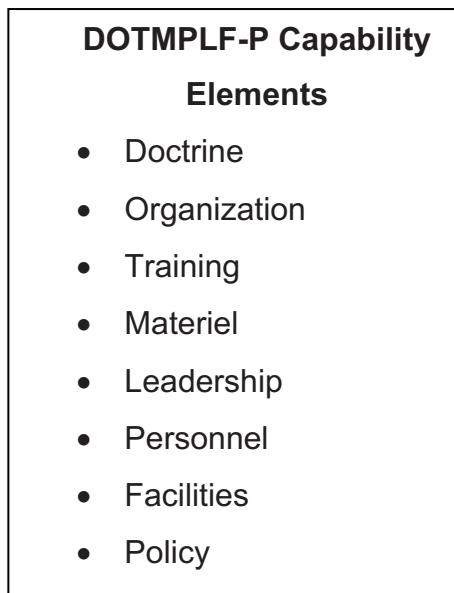 DOTMPLF-P Capability
Elements
• Doctrine
• Organization
• Training
• Materiel
• Leadership
• Personnel
• Facilities
• Policy